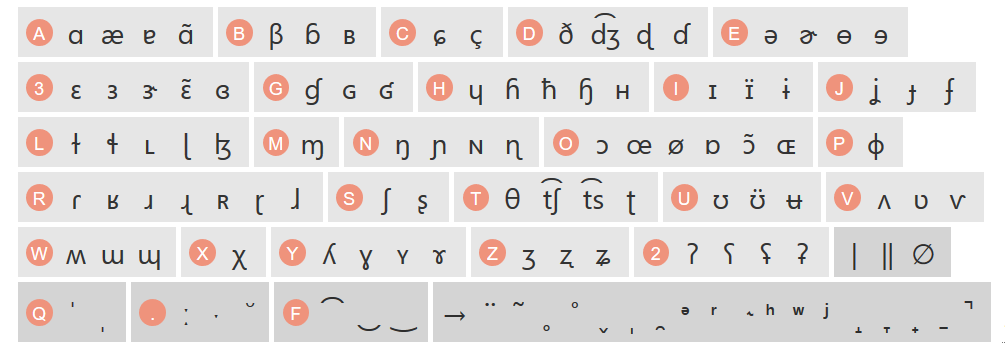 A ɑ æ ɐ ɑ̃ B β ɓ ʙ C ɕ ç D ð d͡ʒ ɖ ɗ E ə ɚ ɵ ɘ
3 ɛ ɜ ɝ ɛ̃ ɞ G ɠ ɢ ʛ H ɥ ɦ ħ ɧ ʜ I ɪ ɪ̈ ɨ J ʝ ɟ ʄ
L ɫ ɬ ʟ ɭ ɮ M ɱ N ŋ ɲ ɴ ɳ O ɔ œ ø ɒ ɔ̃ ɶ P ɸ
R ɾ ʁ ɹ ɻ ʀ ɽ ɺ S ʃ ʂ T θ t͡ʃ t͡s ʈ U ʊ ʊ̈ ʉ V ʌ ʋ ⱱ
W ʍ ɯ ɰ X χ Y ʎ ɣ ʏ ɤ Z ʒ ʐ ʑ 2 ʔ ʕ ʢ ʡ | ‖ ∅
Q ˈ ˌ . ː ˑ ˘ F ⁀ ‿ → ¨ ˜ ˚ ə r h w j